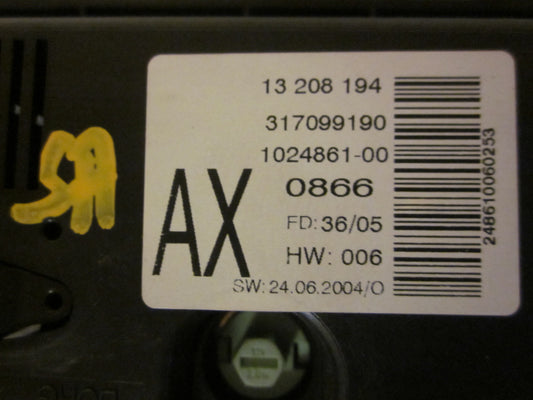 13 208 194
317099190
1024861-00
0866
AX
FD: 36/05
HW: 006
SW: 24.06.2004/O
248610060253